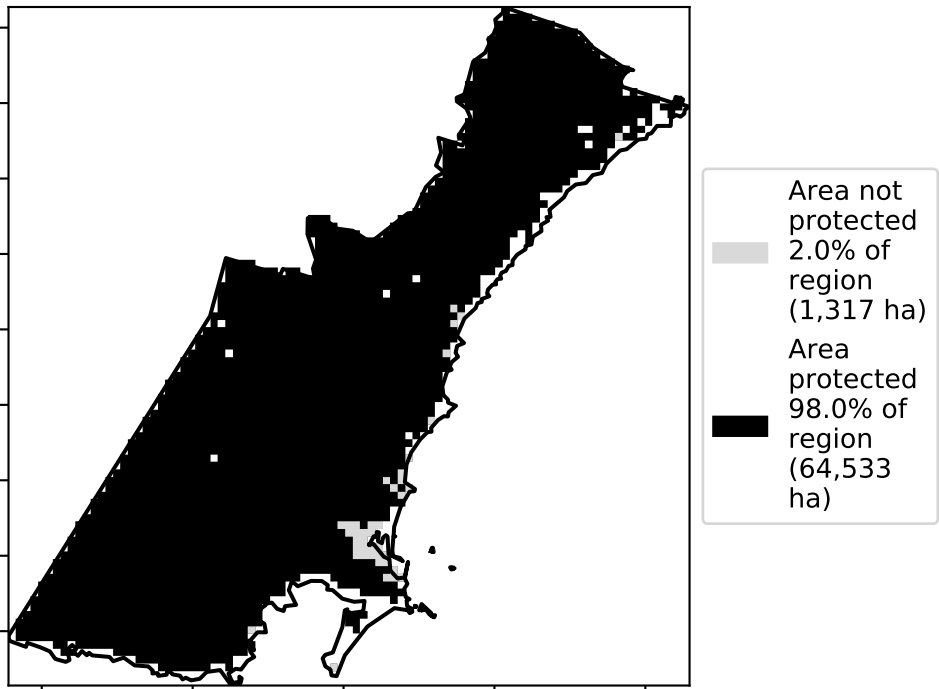 Area not
protected
2.0% of
region
(1,317 ha)
Area
protected
98.0% of
region
(64,533
ha)